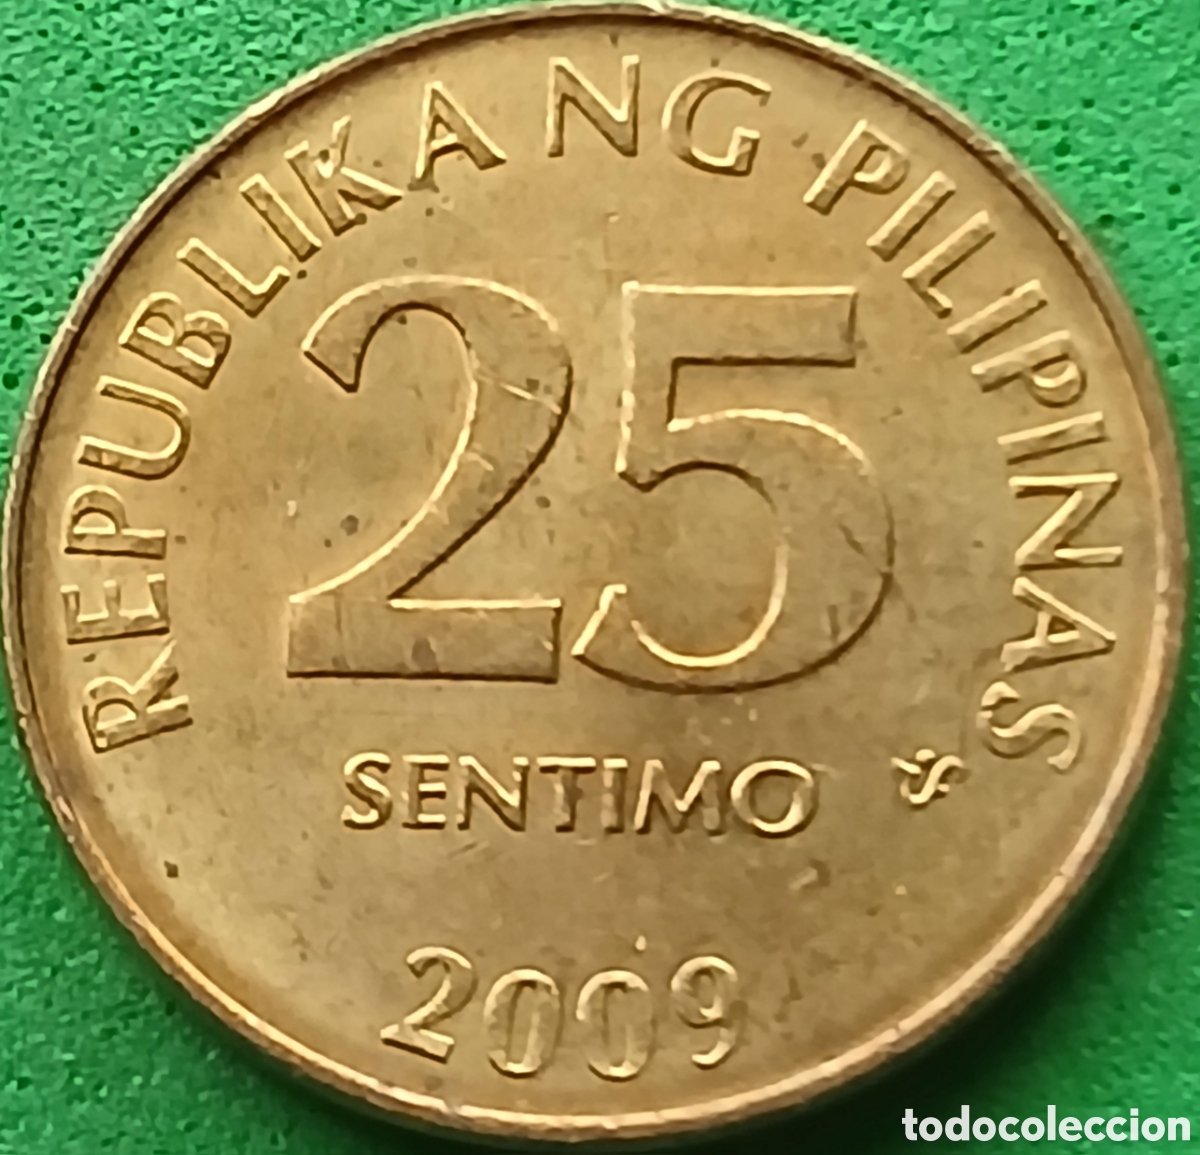 REPUBLIKA NG PILIPINAS
25
SENTIMO
2009
todocoleccion